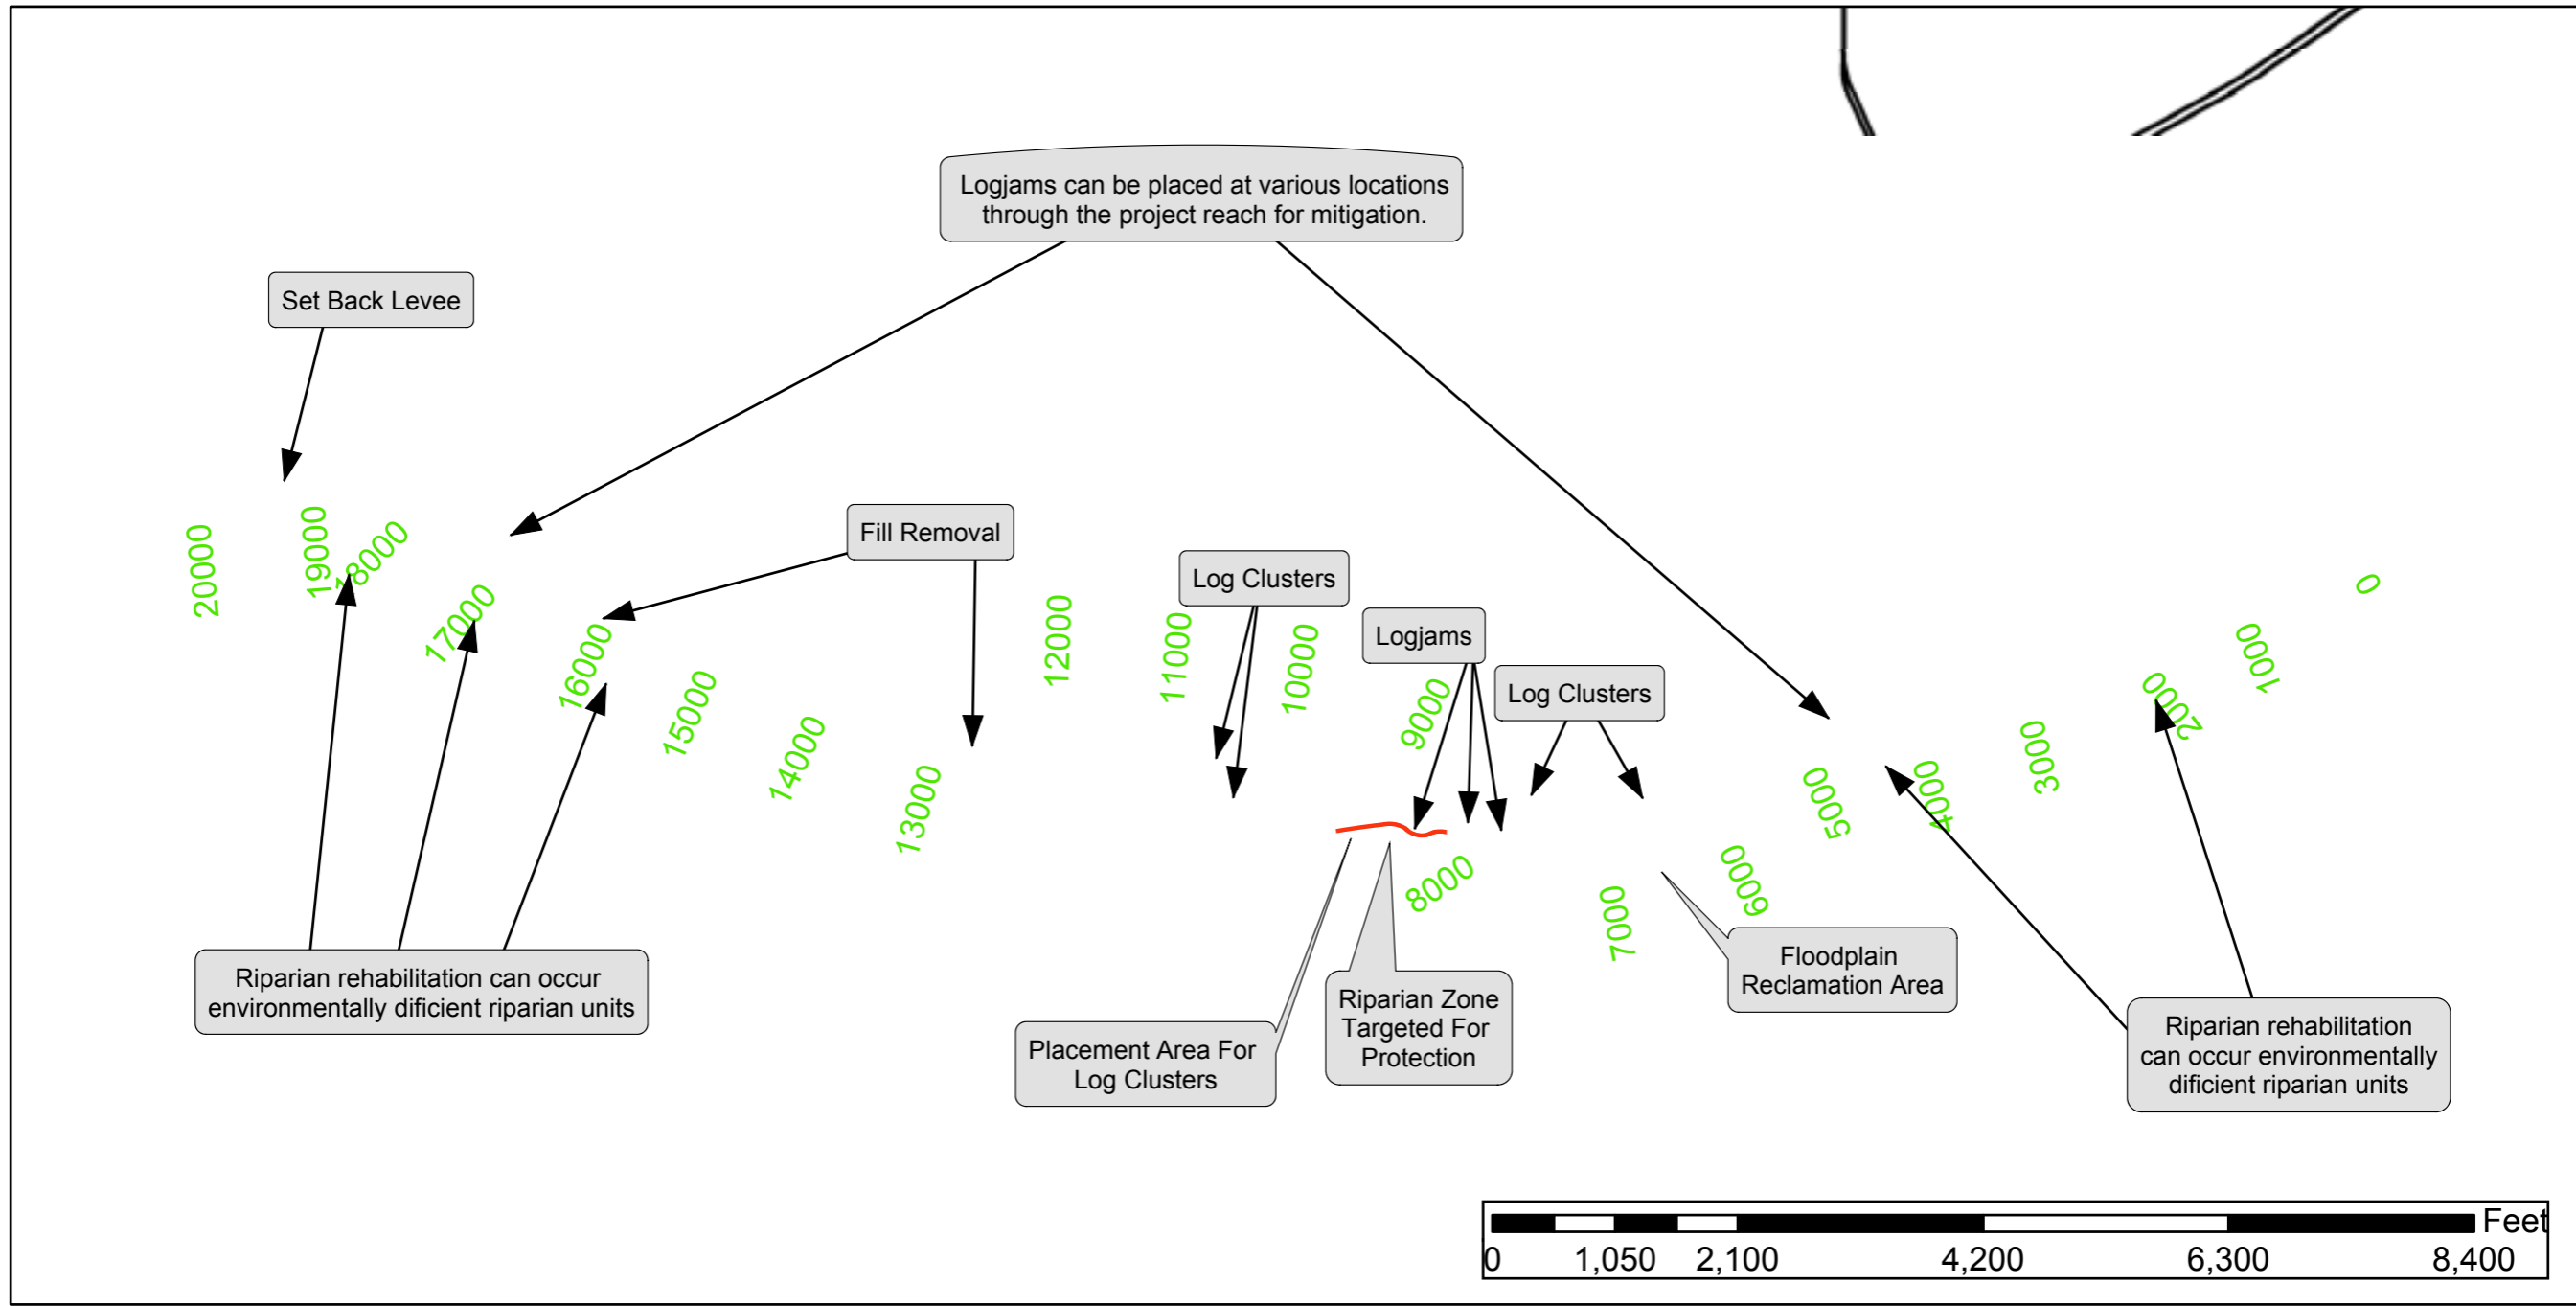 Logjams can be placed at various locations
through the project reach for mitigation.
Set Back Levee
Fill Removal
Log Clusters
Logjams
Log Clusters
20000
19000
18000
17000
16000
15000
14000
13000
12000
11000
10000
9000
8000
7000
6000
5000
4000
3000
2000
1000
0
Riparian rehabilitation can occur
environmentally dificient riparian units
Placement Area For
Log Clusters
Riparian Zone
Targeted For
Protection
Floodplain
Reclamation Area
Riparian rehabilitation
can occur environmentally
dificient riparian units
Feet
0 1,050 2,100 4,200 6,300 8,400